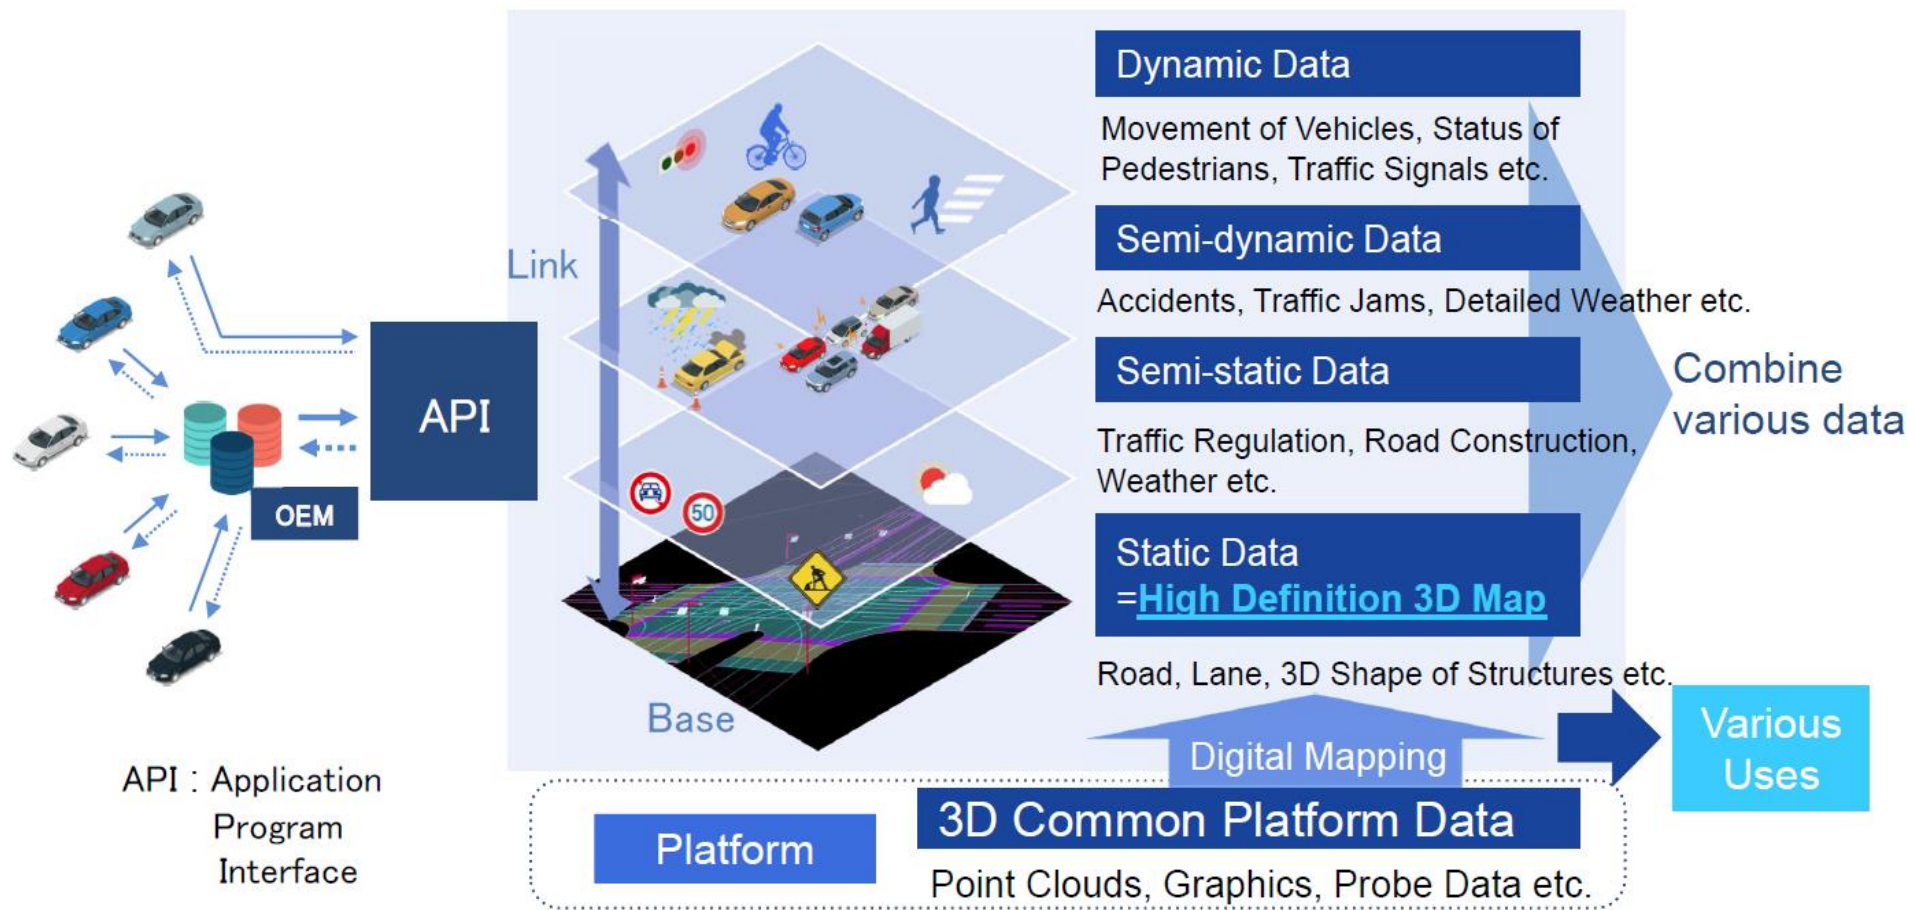 Dynamic Data
Movement of Vehicles, Status of
Pedestrians, Traffic Signals etc.
Link
Semi-dynamic Data
Accidents, Traffic Jams, Detailed Weather etc.
API
Semi-static Data
Combine
various data
Traffic Regulation, Road Construction,
Weather etc.
OEM
50
Static Data
=High Definition 3D Map
Road, Lane, 3D Shape of Structures etc.
Base
Digital Mapping
Various
Uses
API : Application
Program
Interface
Platform
3D Common Platform Data
Point Clouds, Graphics, Probe Data etc.